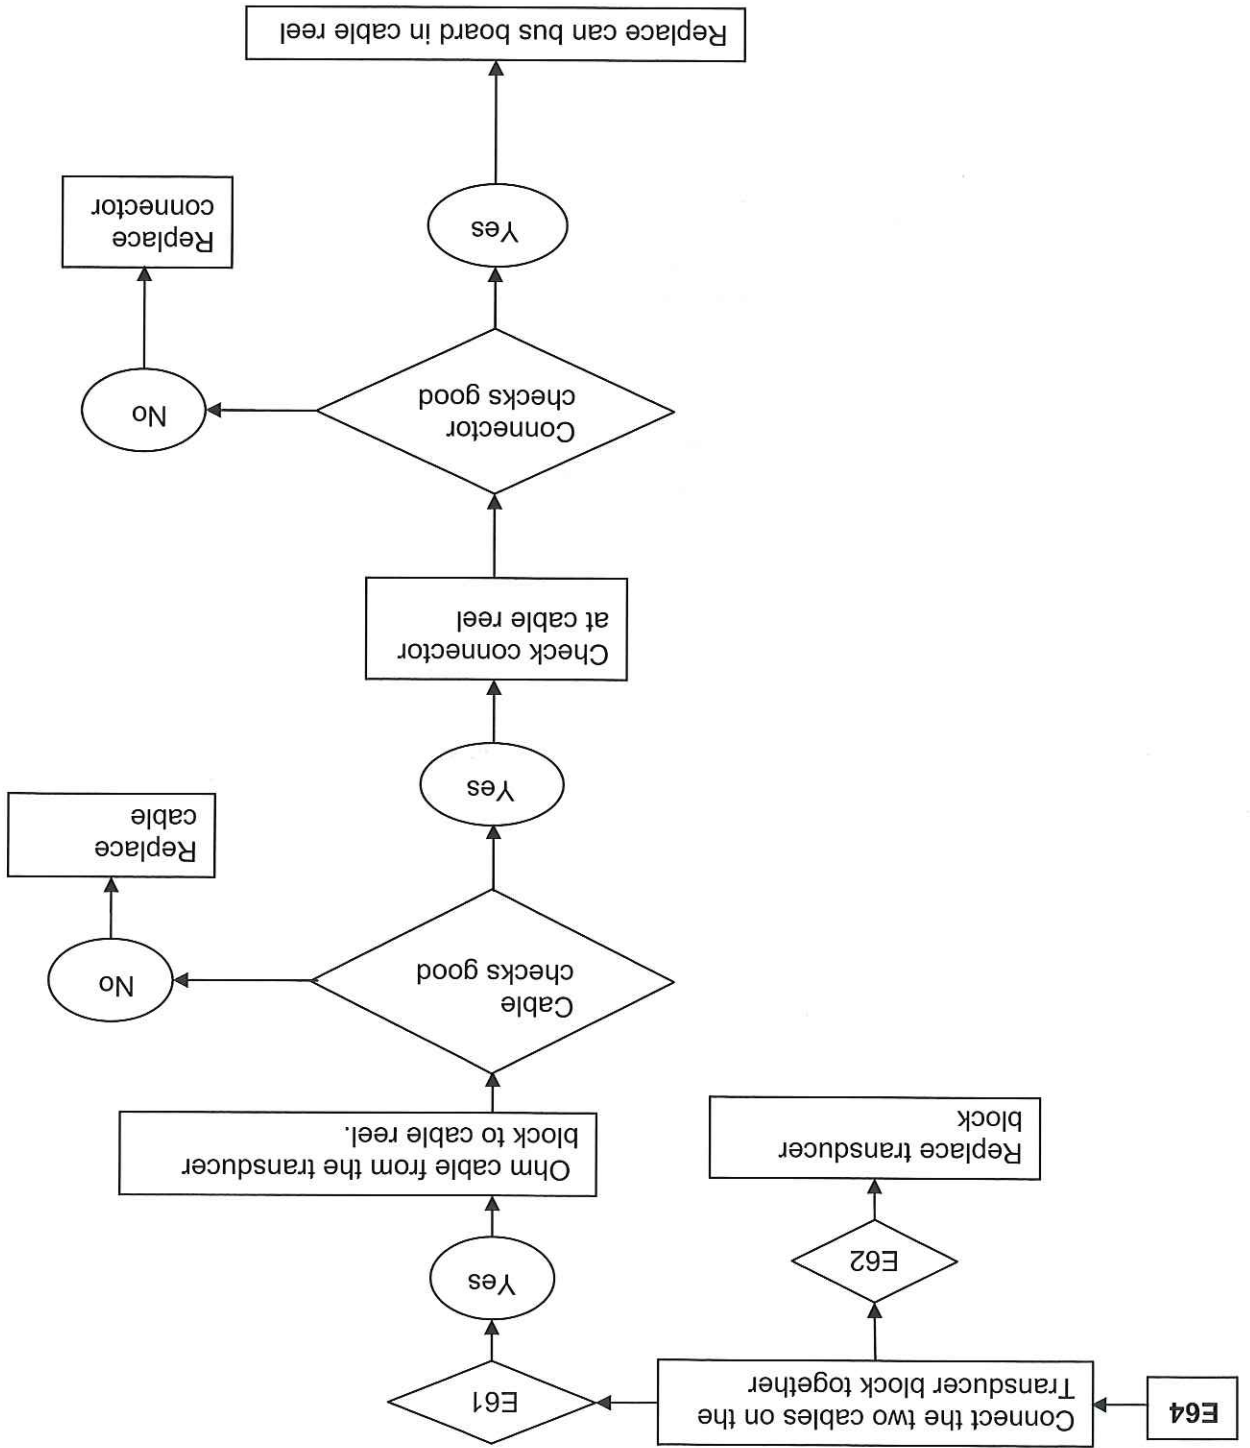 E64
Connect the two cables on the
Transducer block together
E61
E62
Yes
Replace transducer
block
Ohm cable from the transducer
block to cable reel.
Cable
checks good
No
Replace
cable
Yes
Check connector
at cable reel
Connector
checks good
No
Replace
connector
Yes
Replace can bus board in cable reel